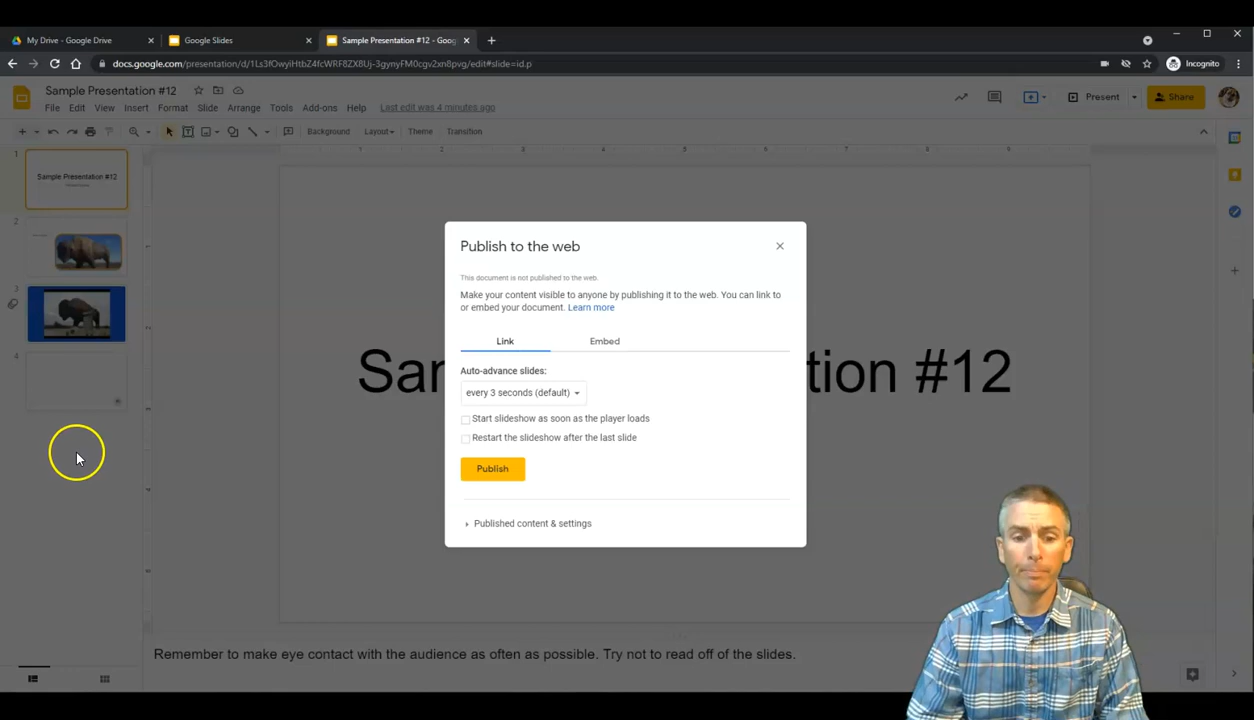 My Drive - Google Drive
Google Slides
Sample Presentation #12 - Goog
docs.google.com/presentation/d/1Ls3fOwyiHtbZ4fcWRF8ZX8Uj-3gynyFM0cgv2xn8pvg/edit#slide=id.p
Incognito
Sample Presentation #12
File Edit View Insert Format Slide Arrange Tools Add-ons Help Last edit was 4 minutes ago
Present
Share
Background Layout Theme Transition
1
Sample Presentation #12
2
3
4
Publish to the web
This document is not published to the web.
Make your content visible to anyone by publishing it to the web. You can link to
or embed your document. Learn more
Link Embed
Auto-advance slides:
every 3 seconds (default)
Start slideshow as soon as the player loads
Restart the slideshow after the last slide
Publish
Published content & settings
Sam tion #12
Remember to make eye contact with the audience as often as possible. Try not to read off of the slides.